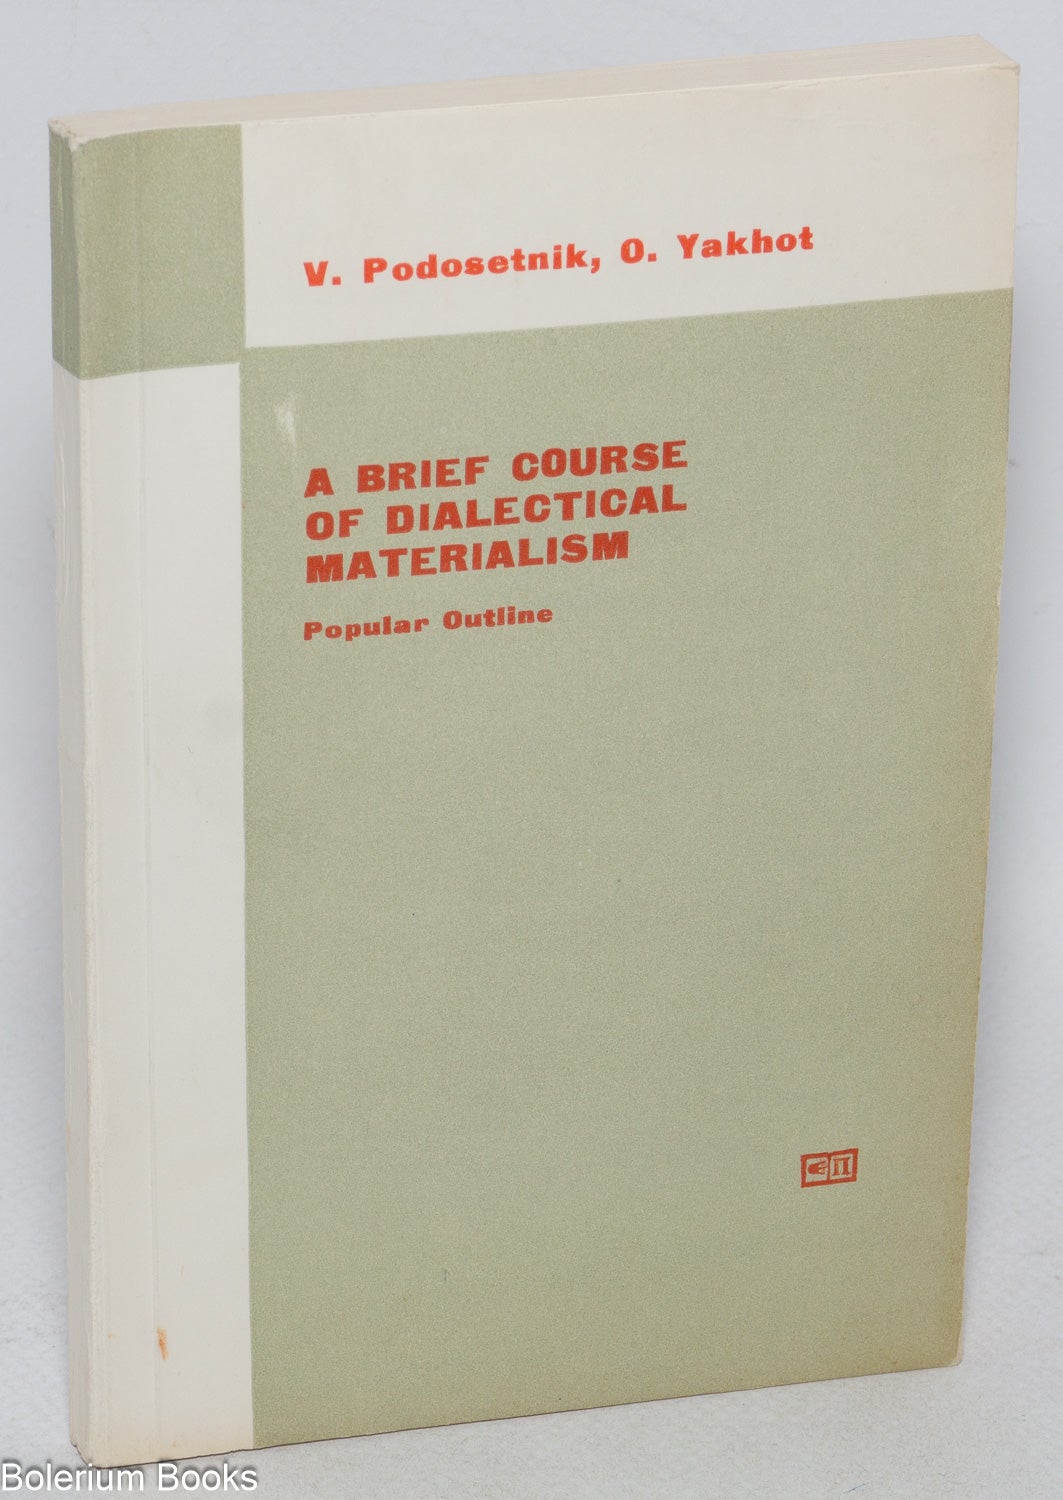 V. Podosetnik, O. Yakhot
A BRIEF COURSE
OF DIALECTICAL
MATERIALISM
Popular Outline
Bolerium Books